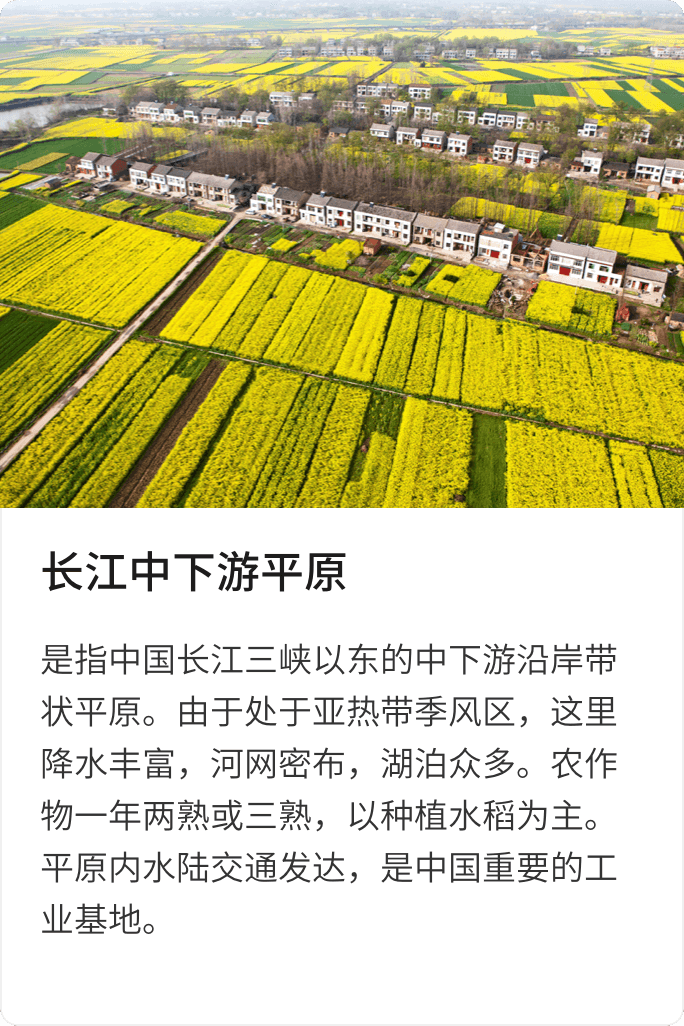 长江中下游平原
是指中国长江三峡以东的中下游沿岸带
状平原。由于处于亚热带季风区，这里
降水丰富，河网密布，湖泊众多。农作
物一年两熟或三熟，以种植水稻为主。
平原内水陆交通发达，是中国重要的工
业基地。